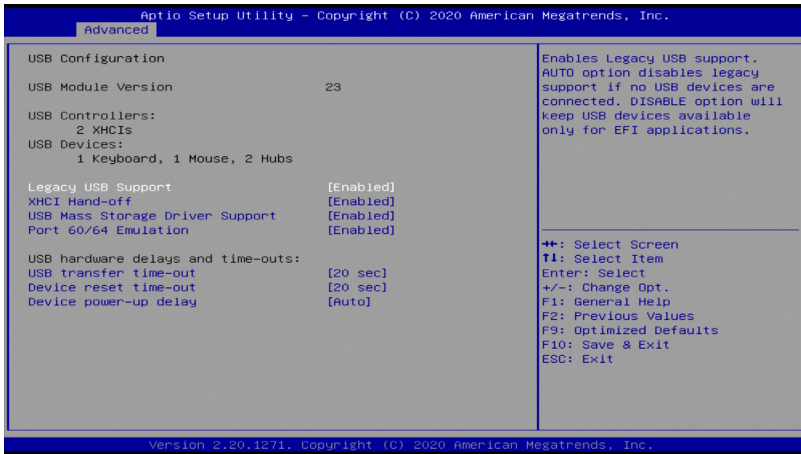 Aptio Setup Utility – Copyright (C) 2020 American Megatrends, Inc.
Advanced
USB Configuration
USB Module Version 23
USB Controllers:
2 XHCIs
USB Devices:
1 Keyboard, 1 Mouse, 2 Hubs
Legacy USB Support [Enabled]
XHCI Hand-off [Enabled]
USB Mass Storage Driver Support [Enabled]
Port 60/64 Emulation [Enabled]
USB hardware delays and time-outs:
USB transfer time-out [20 sec]
Device reset time-out [20 sec]
Device power-up delay [Auto]
Enables Legacy USB support.
AUTO option disables legacy
support if no USB devices are
connected. DISABLE option will
keep USB devices available
only for EFI applications.
→←: Select Screen
↑↓: Select Item
Enter: Select
+/-: Change Opt.
F1: General Help
F2: Previous Values
F9: Optimized Defaults
F10: Save & Exit
ESC: Exit
Version 2.20.1271. Copyright (C) 2020 American Megatrends, Inc.